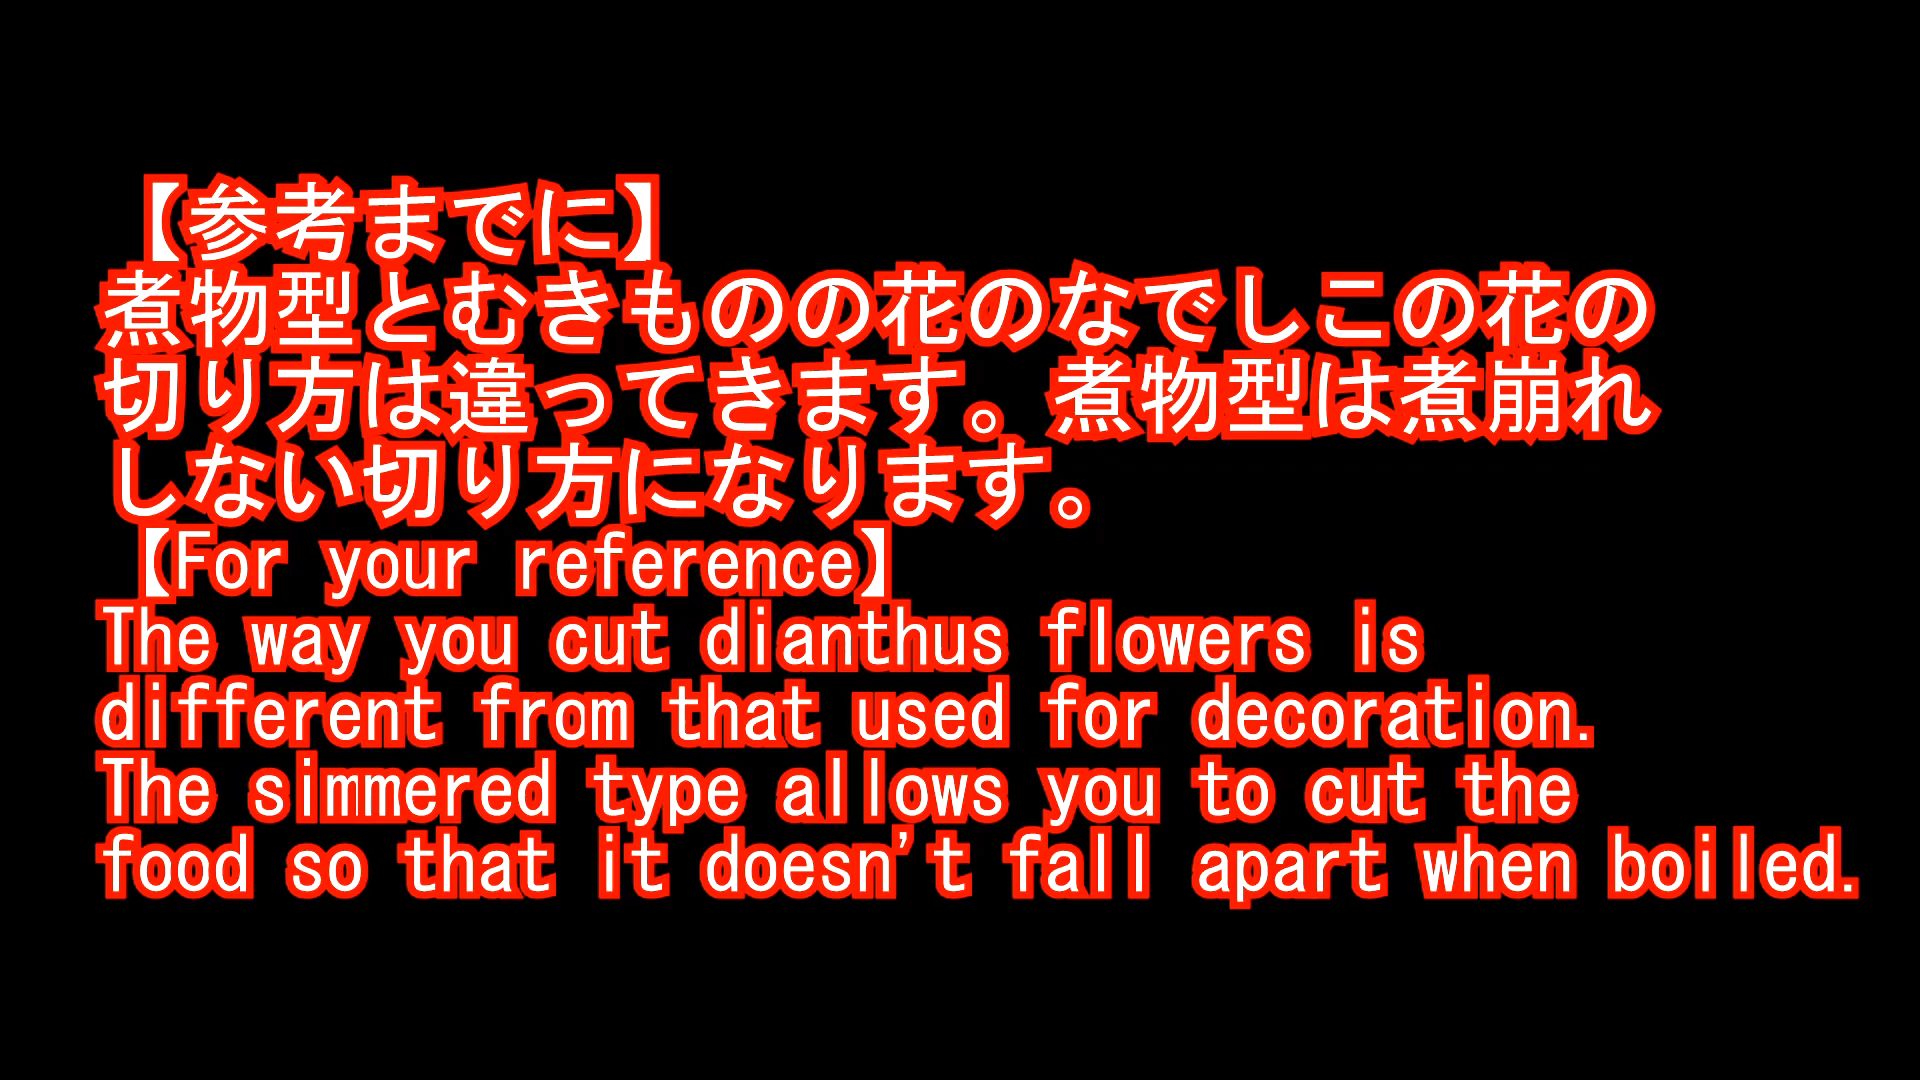 【参考までに】
煮物型とむきものの花のなでしこの花の
切り方は違ってきます。煮物型は煮崩れ
しない切り方になります。
【For your reference】
The way you cut dianthus flowers is
different from that used for decoration.
The simmered type allows you to cut the
food so that it doesn't fall apart when boiled.